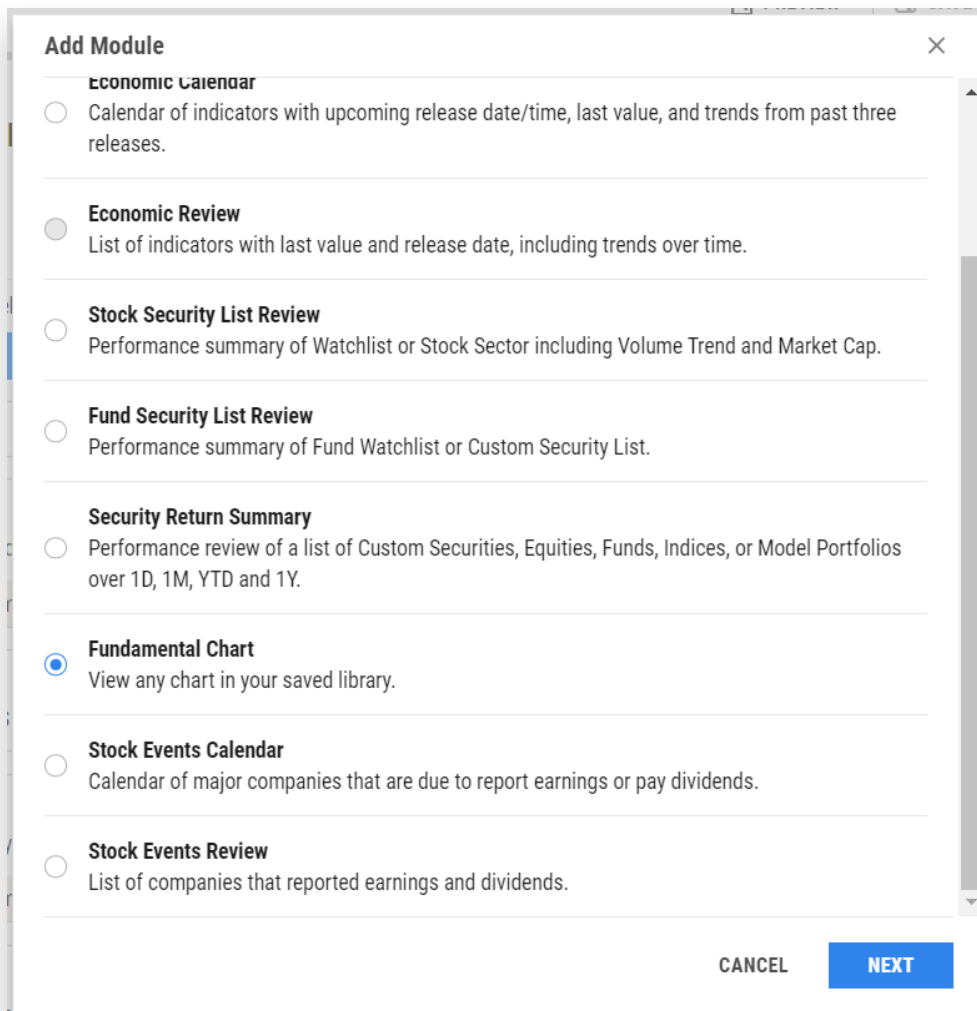 PREVIEW
Add Module
Economic Calendar
Calendar of indicators with upcoming release date/time, last value, and trends from past three
releases.
Economic Review
List of indicators with last value and release date, including trends over time.
Stock Security List Review
Performance summary of Watchlist or Stock Sector including Volume Trend and Market Cap.
Fund Security List Review
Performance summary of Fund Watchlist or Custom Security List.
Security Return Summary
Performance review of a list of Custom Securities, Equities, Funds, Indices, or Model Portfolios
over 1D, 1M, YTD and 1Y.
Fundamental Chart
View any chart in your saved library.
Stock Events Calendar
Calendar of major companies that are due to report earnings or pay dividends.
Stock Events Review
List of companies that reported earnings and dividends.
CANCEL NEXT